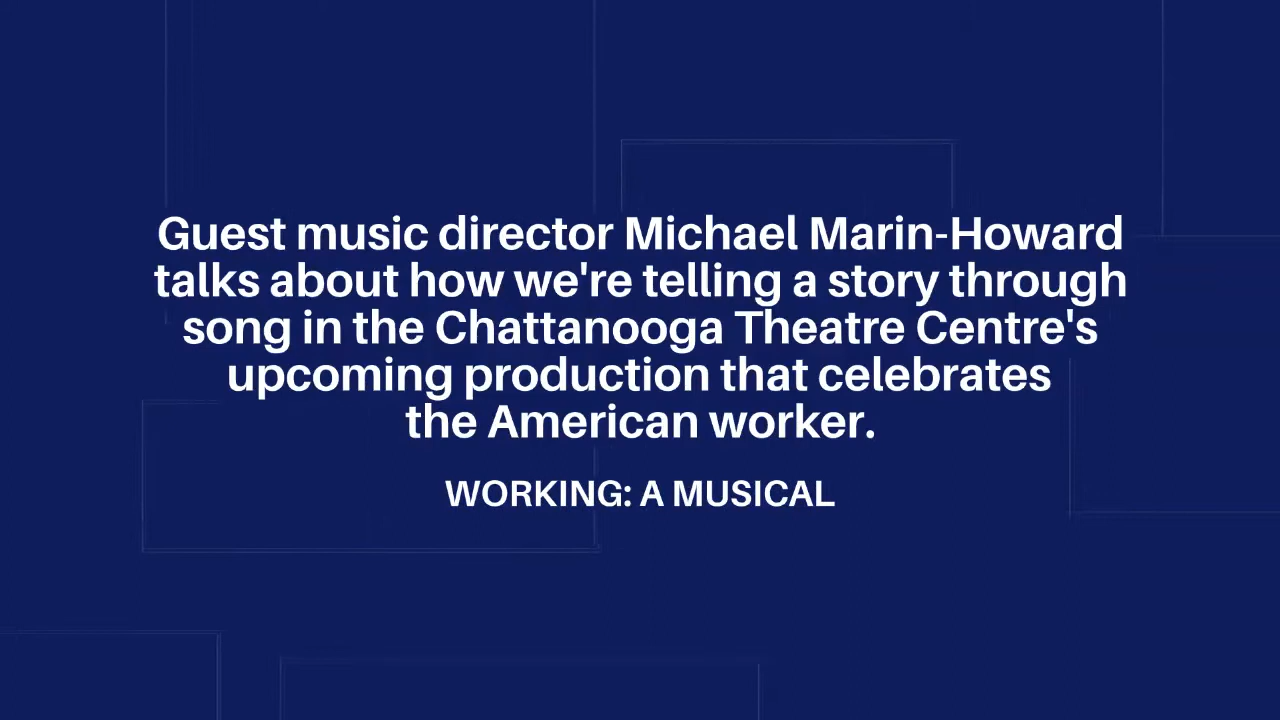 Guest music director Michael Marin-Howard
talks about how we're telling a story through
song in the Chattanooga Theatre Centre's
upcoming production that celebrates
the American worker.
WORKING: A MUSICAL